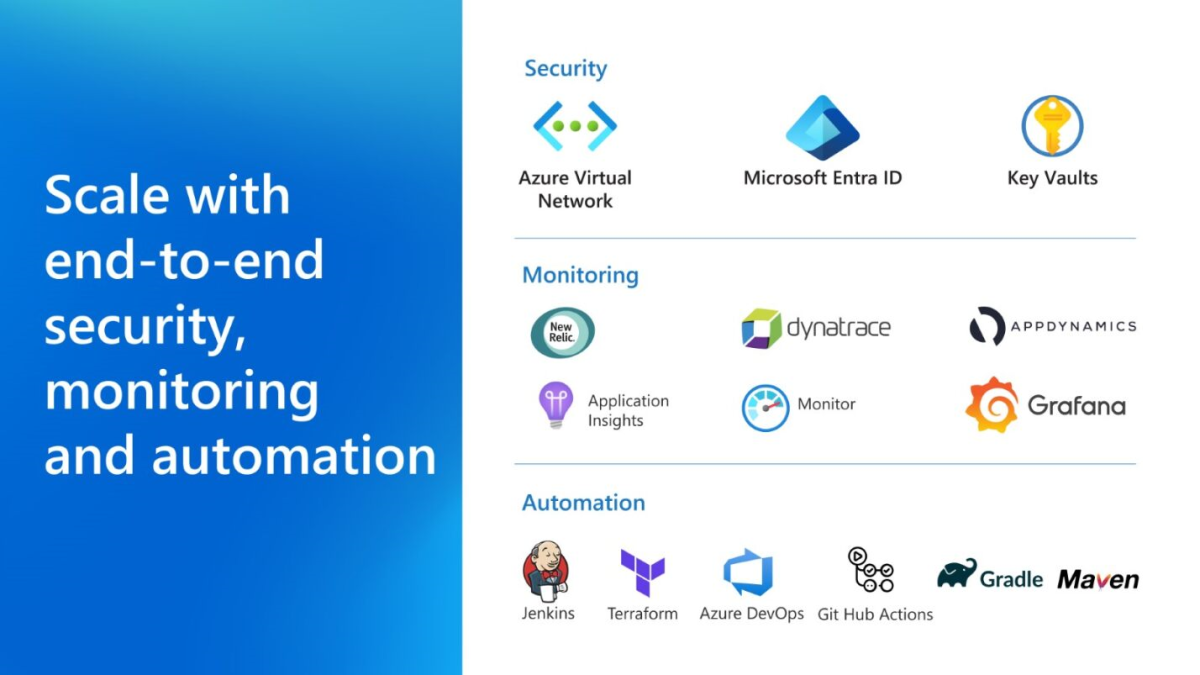 Scale with
end-to-end
security,
monitoring
and automation
Security
Azure Virtual
Network
Microsoft Entra ID
Key Vaults
Monitoring
New
Relic.
dynatrace
APPDYNAMICS
Application
Insights
Monitor
Grafana
Automation
Jenkins
Terraform
Azure DevOps
Git Hub Actions
Gradle
Maven